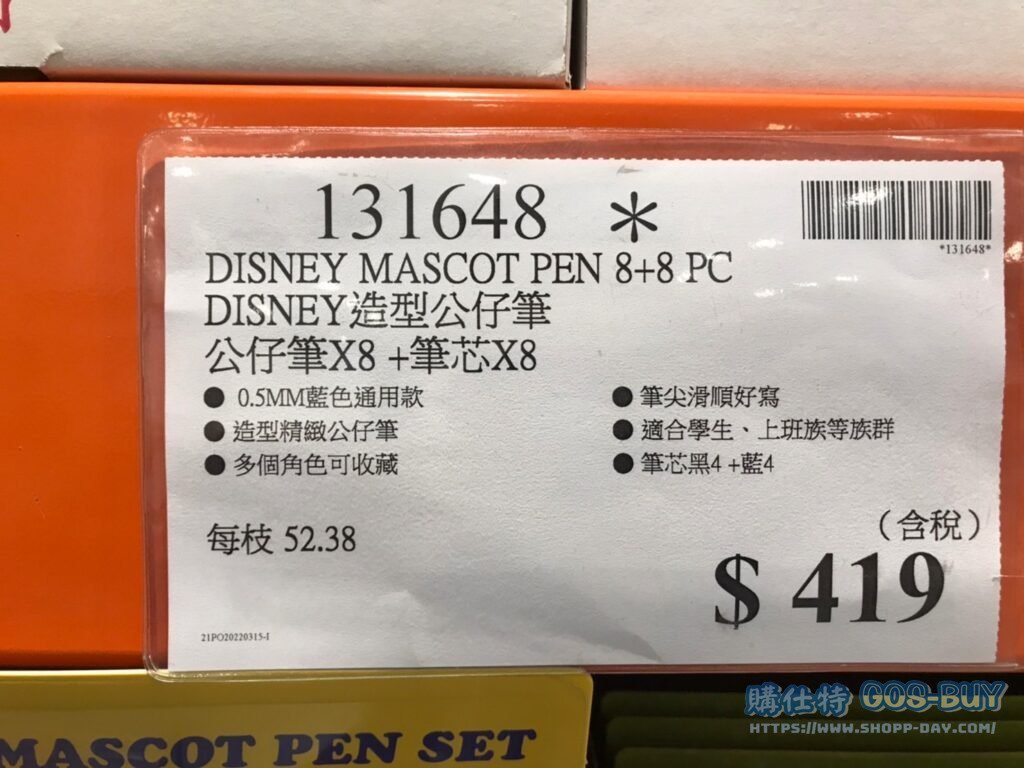 131648 *
*131648*
DISNEY MASCOT PEN 8+8 PC
DISNEY造型公仔筆
公仔筆X8 +筆芯X8
● 0.5MM藍色通用款
● 筆尖滑順好寫
● 造型精緻公仔筆
● 適合學生、上班族等族群
● 多個角色可收藏
● 筆芯黑4 +藍4
(含稅)
每枝 52.38
$ 419
21PO20220315-I
購仕特 GOS-BUY
HTTPS://WWW.SHOPP-DAY.COM/
MASCOT PEN SET